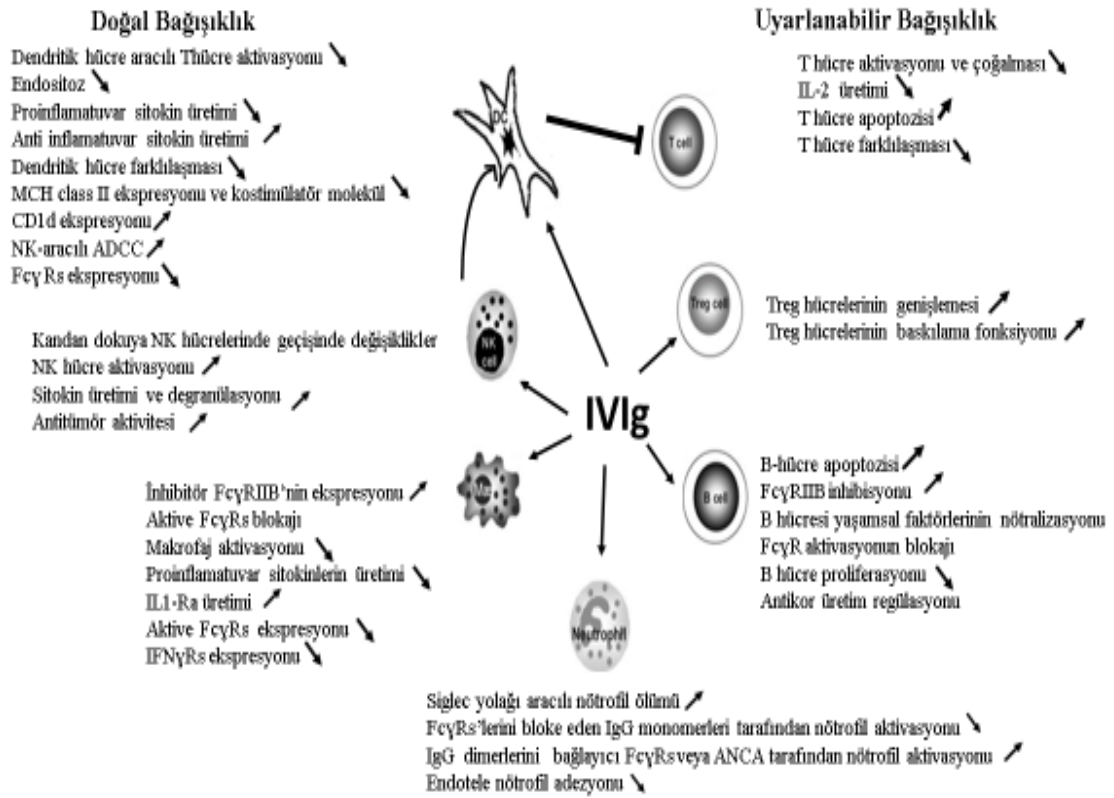 Doğal Bağışıklık
Dendritik hücre aracılı Thücre aktivasyonu
Endositoz
Proinflamatuvar sitokin üretimi
Anti inflamatuvar sitokin üretimi
Dendritik hücre farklılaşması
MCH class II ekspresyonu ve kostimülatör molekül
CD1d ekspresyonu
NK-aracılı ADCC
FcγRs ekspresyonu
Kandan dokuya NK hücrelerinde geçişinde değişiklikler
NK hücre aktivasyonu
Sitokin üretimi ve degranülasyonu
Antitümör aktivitesi
İnhibitör FcγRIIB'nin ekspresyonu
Aktive FcγRs blokajı
Makrofaj aktivasyonu
Proinflamatuvar sitokinlerin üretimi
IL1-Ra üretimi
Aktive FcγRs ekspresyonu
IFNγRs ekspresyonu
DC
NK
cell
Mø
IVIg
Neutrophil
T cell
Treg cell
B cell
Uyarlanabilir Bağışıklık
T hücre aktivasyonu ve çoğalması
IL-2 üretimi
T hücre apoptozisi
T hücre farklılaşması
Treg hücrelerinin genişlemesi
Treg hücrelerinin baskılama fonksiyonu
B-hücre apoptozisi
FcγRIIB inhibisyonu
B hücresi yaşamsal faktörlerinin nötralizasyonu
FcγR aktivasyonun blokajı
B hücre proliferasyonu
Antikor üretim regülasyonu
Siglec yolağı aracılı nötrofil ölümü
FcγRs'lerini bloke eden IgG monomerleri tarafından nötrofil aktivasyonu
IgG dimerlerini bağlayıcı FcγRs veya ANCA tarafından nötrofil aktivasyonu
Endotele nötrofil adezyonu